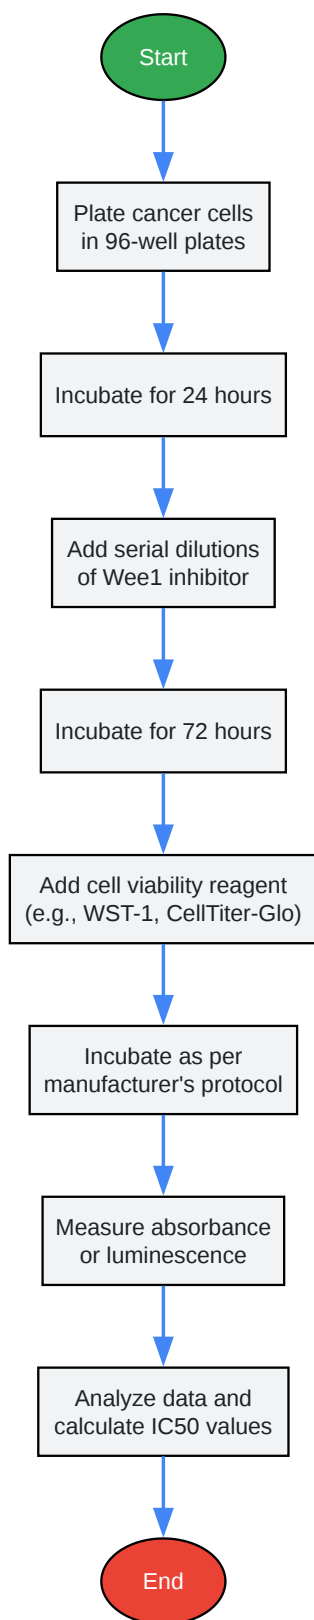 Start
Plate cancer cells
in 96-well plates
Incubate for 24 hours
Add serial dilutions
of Wee1 inhibitor
Incubate for 72 hours
Add cell viability reagent
(e.g., WST-1, CellTiter-Glo)
Incubate as per
manufacturer's protocol
Measure absorbance
or luminescence
Analyze data and
calculate IC50 values
End